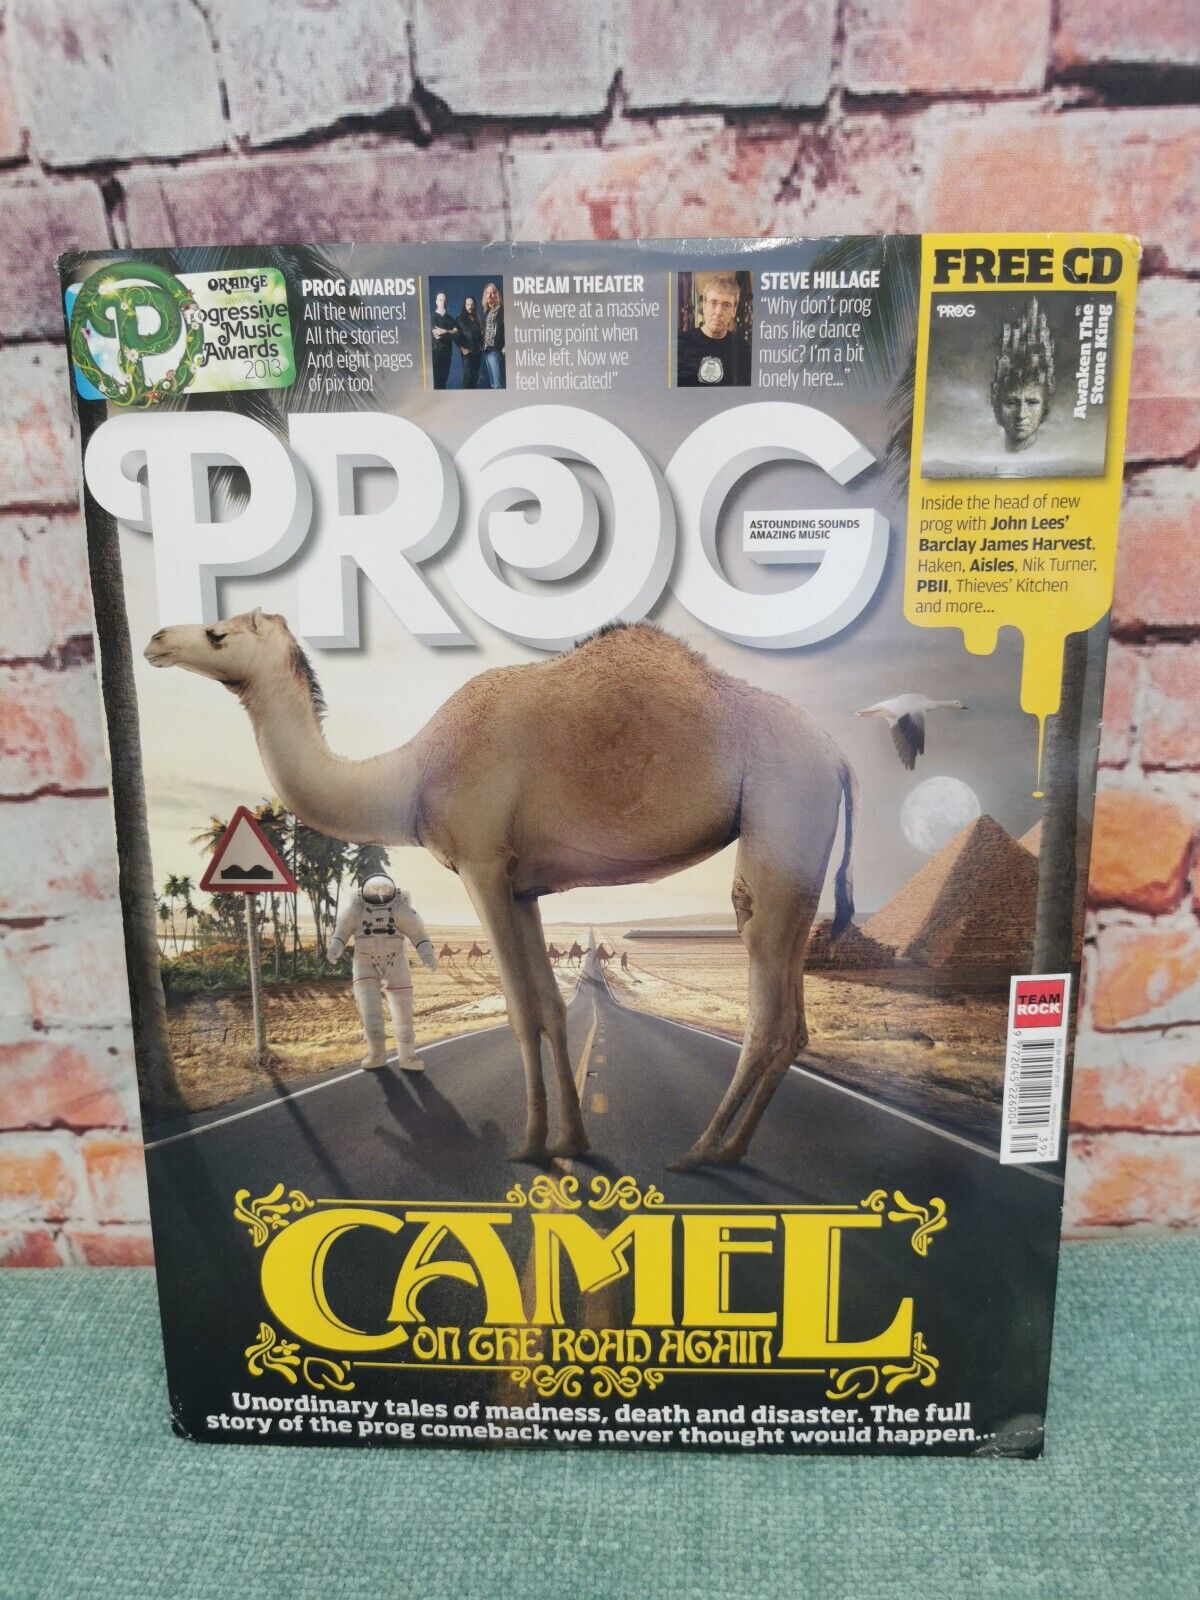 ORANGE
Progressive
Music
Awards
2013
PROG AWARDS
All the winners!
All the stories!
And eight pages
of pix too!
DREAM THEATER
“We were at a massive
turning point when
Mike left. Now we
feel vindicated!”
STEVE HILLAGE
“Why don’t prog
fans like dance
music? I’m a bit
lonely here...”
FREE CD
PROG
Awaken The
Stone King
Inside the head of new
prog with John Lees’
Barclay James Harvest,
Haken, Aisles, Nik Turner,
PBII, Thieves’ Kitchen
and more...
PROG
ASTOUNDING SOUNDS
AMAZING MUSIC
TEAM
ROCK
9 772045 226004
39>
CAMEL
ON THE ROAD AGAIN
Unordinary tales of madness, death and disaster. The full
story of the prog comeback we never thought would happen...